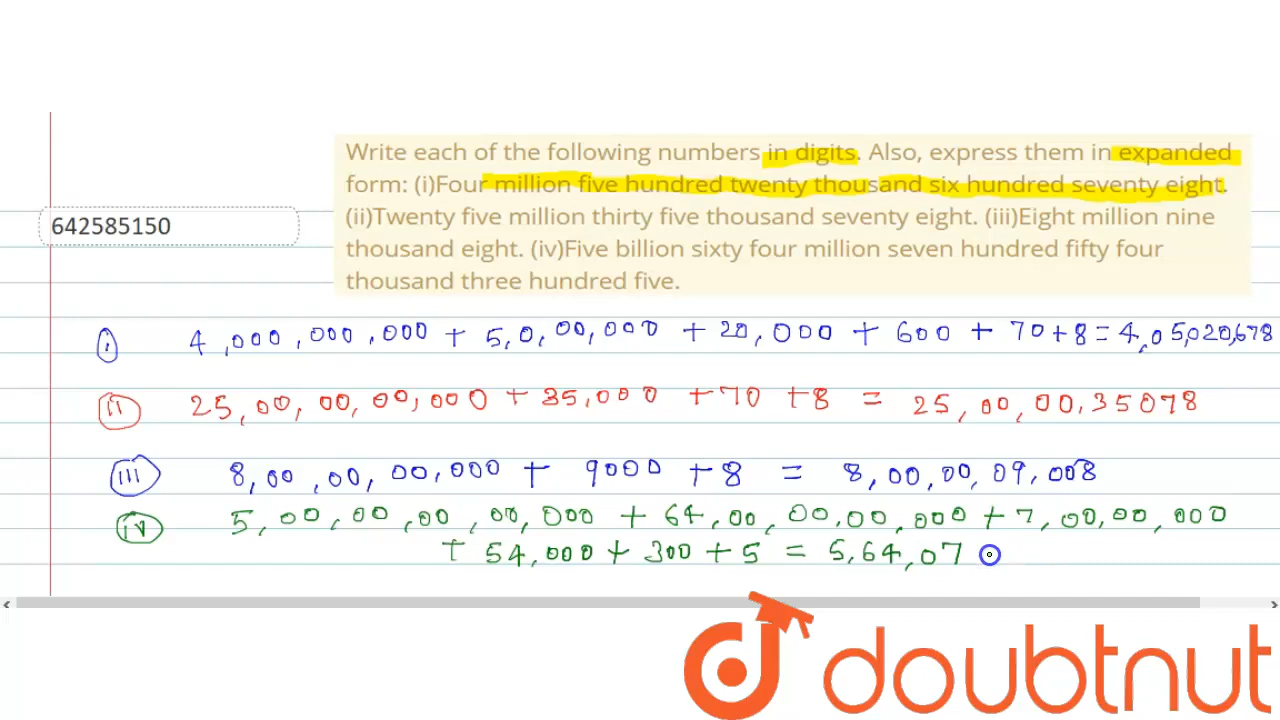 Write each of the following numbers in digits. Also, express them in expanded
form: (i)Four million five hundred twenty thousand six hundred seventy eight.
642585150
(ii)Twenty five million thirty five thousand seventy eight. (iii)Eight million nine
thousand eight. (iv)Five billion sixty four million seven hundred fifty four
thousand three hundred five.
i) 4,000,000,000 + 5,0,00,000 + 20,000 + 600 + 70+8=4,05,020,678
ii 25,00,00,00,000 + 35,000 + 70 + 8 = 25,00,00,35078
iii 8,00,00,00,000 + 9000 + 8 = 8,00,00,09,008
iv 5,00,00,00,00,000 + 64,00,00,00,000 + 7,00,00,000
+ 54,000 + 300 + 5 = 5,64,07
doubtnut